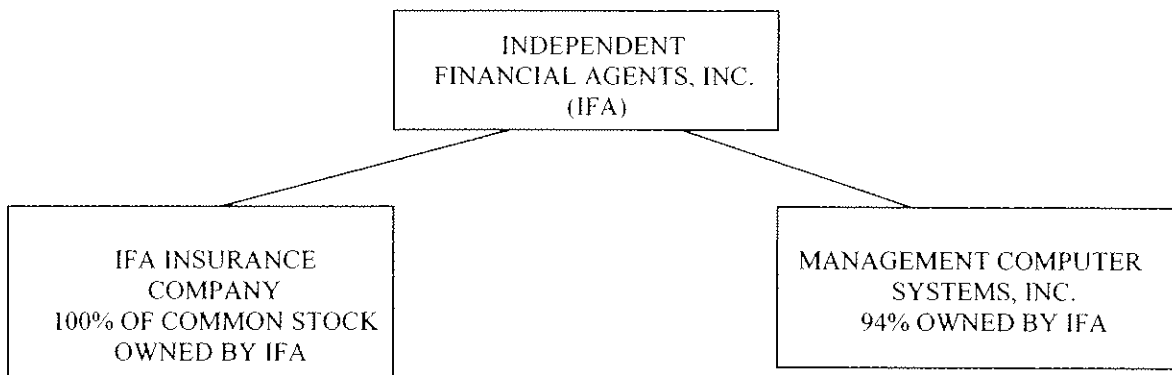 INDEPENDENT
FINANCIAL AGENTS, INC.
(IFA)
IFA INSURANCE
COMPANY
100% OF COMMON STOCK
OWNED BY IFA
MANAGEMENT COMPUTER
SYSTEMS, INC.
94% OWNED BY IFA